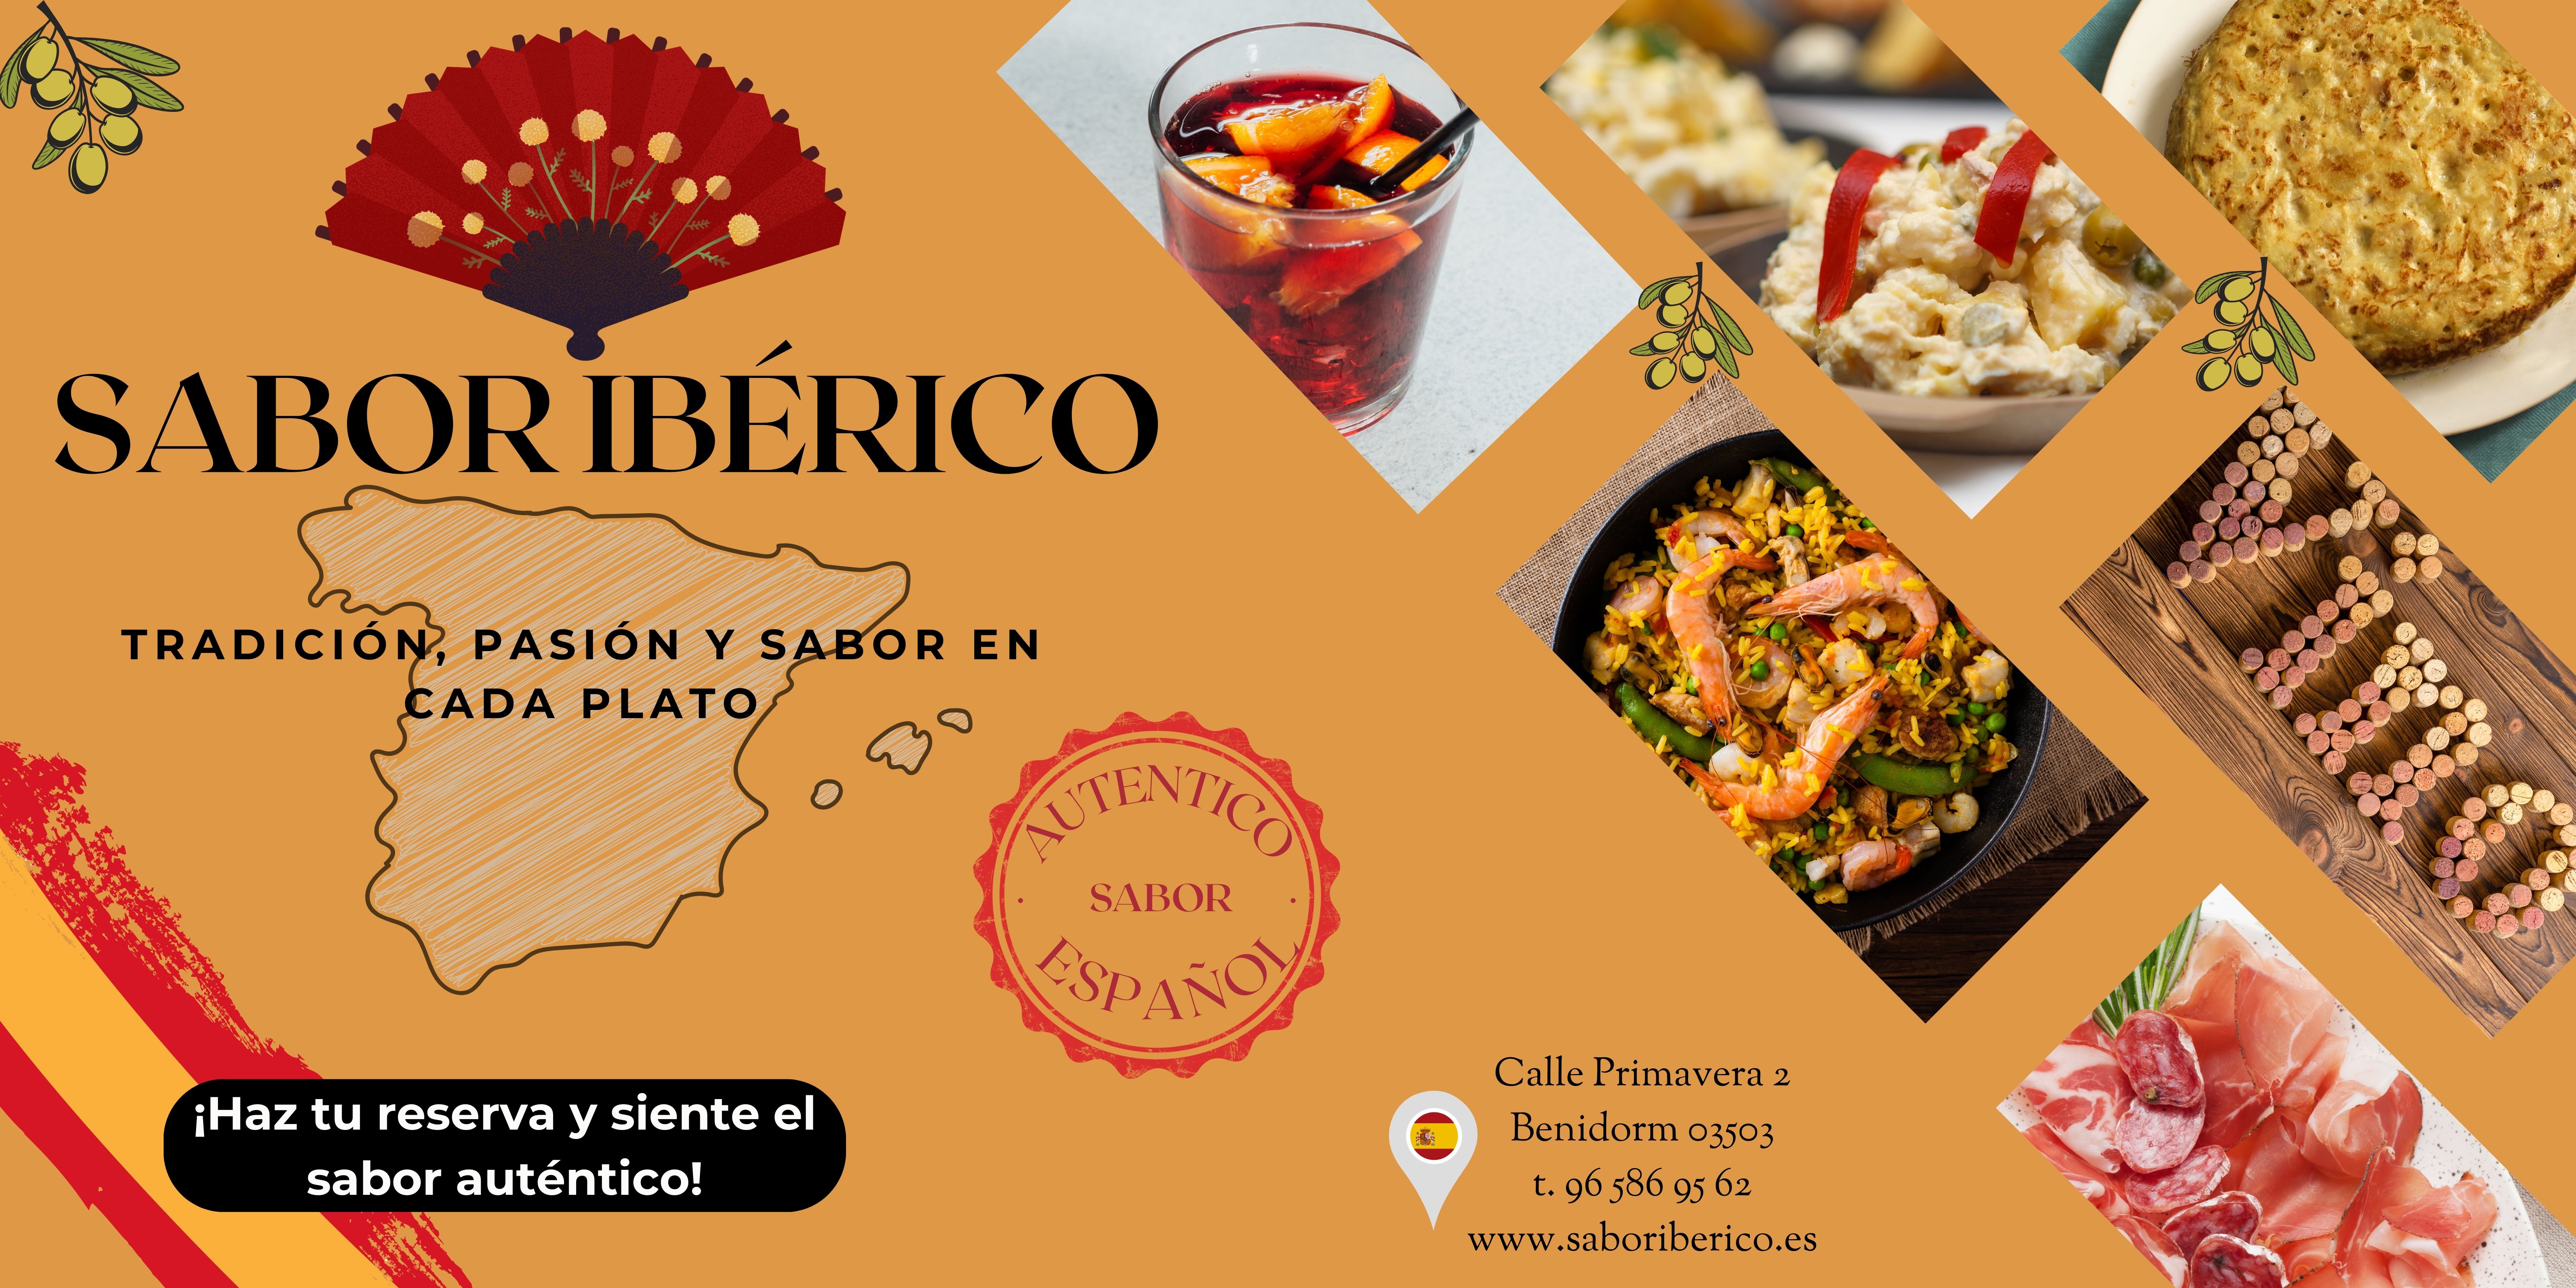 SABOR IBÉRICO
TRADICIÓN, PASIÓN Y SABOR EN
CADA PLATO
AUTENTICO
SABOR
ESPAÑOL
¡Haz tu reserva y siente el
sabor auténtico!
Calle Primavera 2
Benidorm 03503
t. 96 586 95 62
www.saboriberico.es
VINO